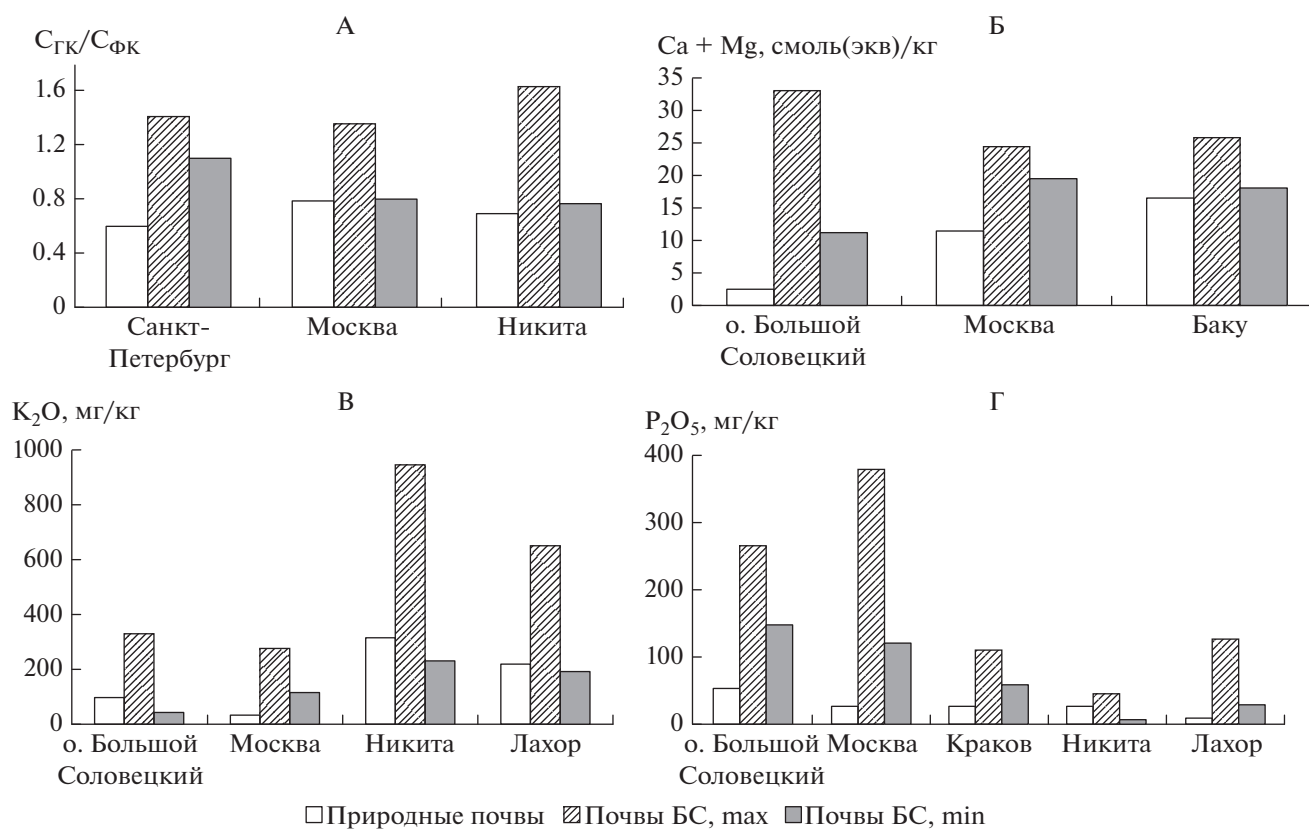 А
C_ГК/C_ФК
1.6
1.2
0.8
0.4
0
Санкт-
Петербург
Москва
Никита
Б
Ca + Mg, смоль(экв)/кг
35
30
25
20
15
10
5
0
о. Большой
Соловецкий
Москва
Баку
В
K₂O, мг/кг
1000
800
600
400
200
0
о. Большой
Соловецкий
Москва
Никита
Лахор
Г
P₂O₅, мг/кг
400
300
200
100
0
о. Большой
Соловецкий
Москва
Краков
Никита
Лахор
Природные почвы Почвы БС, max Почвы БС, min